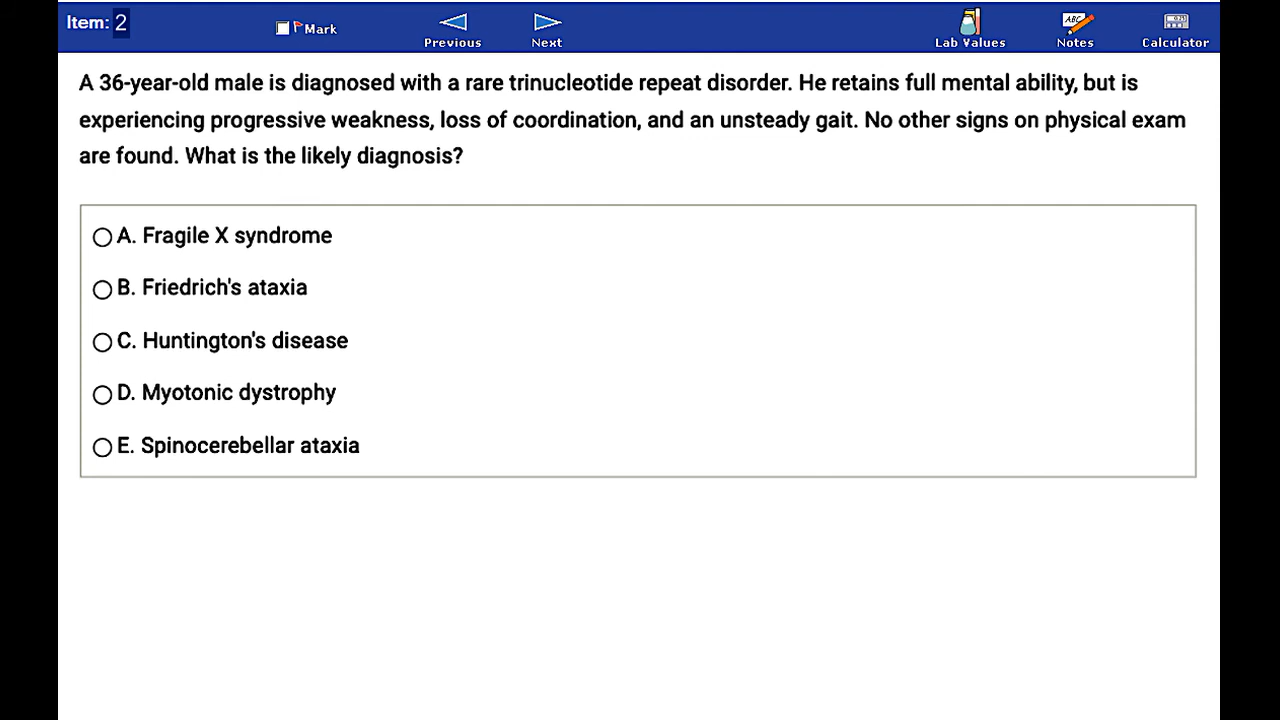 Item: 2
Mark
Previous
Next
Lab Values
Notes
Calculator
A 36-year-old male is diagnosed with a rare trinucleotide repeat disorder. He retains full mental ability, but is
experiencing progressive weakness, loss of coordination, and an unsteady gait. No other signs on physical exam
are found. What is the likely diagnosis?
A. Fragile X syndrome
B. Friedrich's ataxia
C. Huntington's disease
D. Myotonic dystrophy
E. Spinocerebellar ataxia